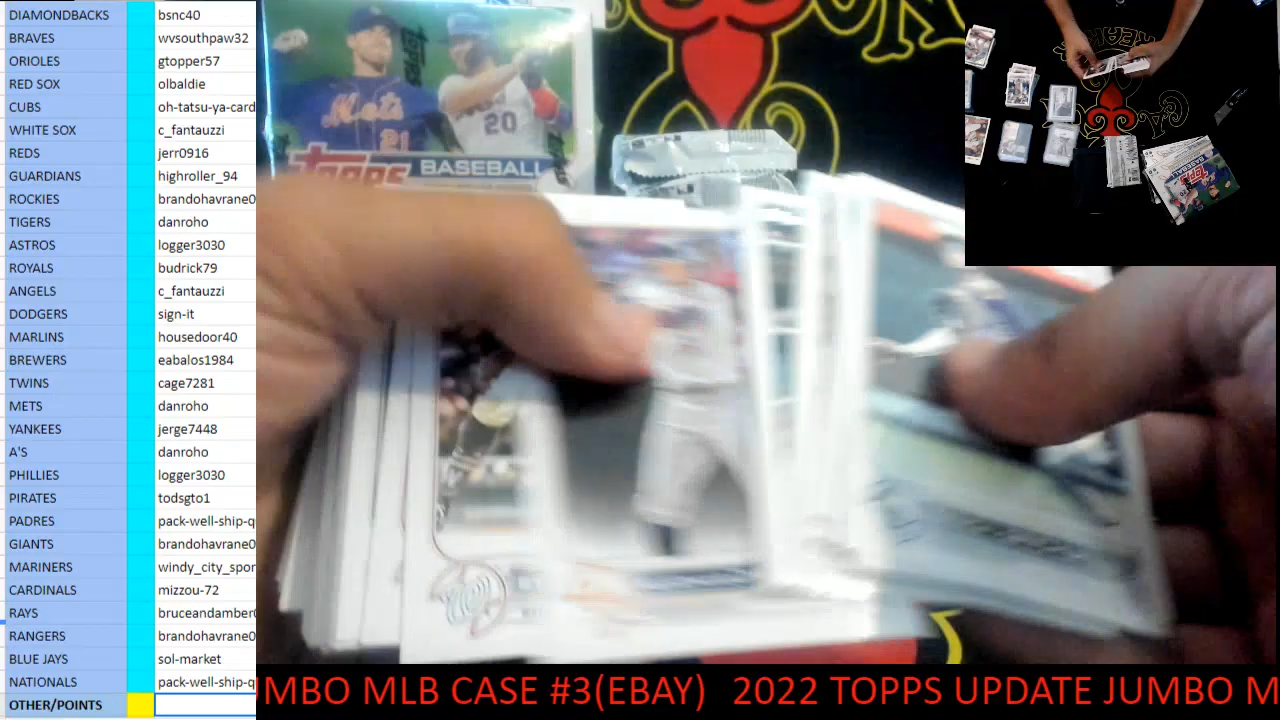 DIAMONDBACKS bsnc40
BRAVES wvsouthpaw32
ORIOLES gtopper57
RED SOX olbaldie
CUBS oh-tatsu-ya-card
WHITE SOX c_fantauzzi
REDS jerr0916
GUARDIANS highroller_94
ROCKIES brandohavrane0
TIGERS danroho
ASTROS logger3030
ROYALS budrick79
ANGELS c_fantauzzi
DODGERS sign-it
MARLINS housedoor40
BREWERS eabalos1984
TWINS cage7281
METS danroho
YANKEES jerge7448
A'S danroho
PHILLIES logger3030
PIRATES todsgto1
PADRES pack-well-ship-q
GIANTS brandohavrane0
MARINERS windy_city_spor
CARDINALS mizzou-72
RAYS bruceandamber
RANGERS brandohavrane0
BLUE JAYS sol-market
NATIONALS pack-well-ship-q
OTHER/POINTS
Mets
21
20
TOPPS BASEBALL
UMBO MLB CASE #3(EBAY) 2022 TOPPS UPDATE JUMBO M